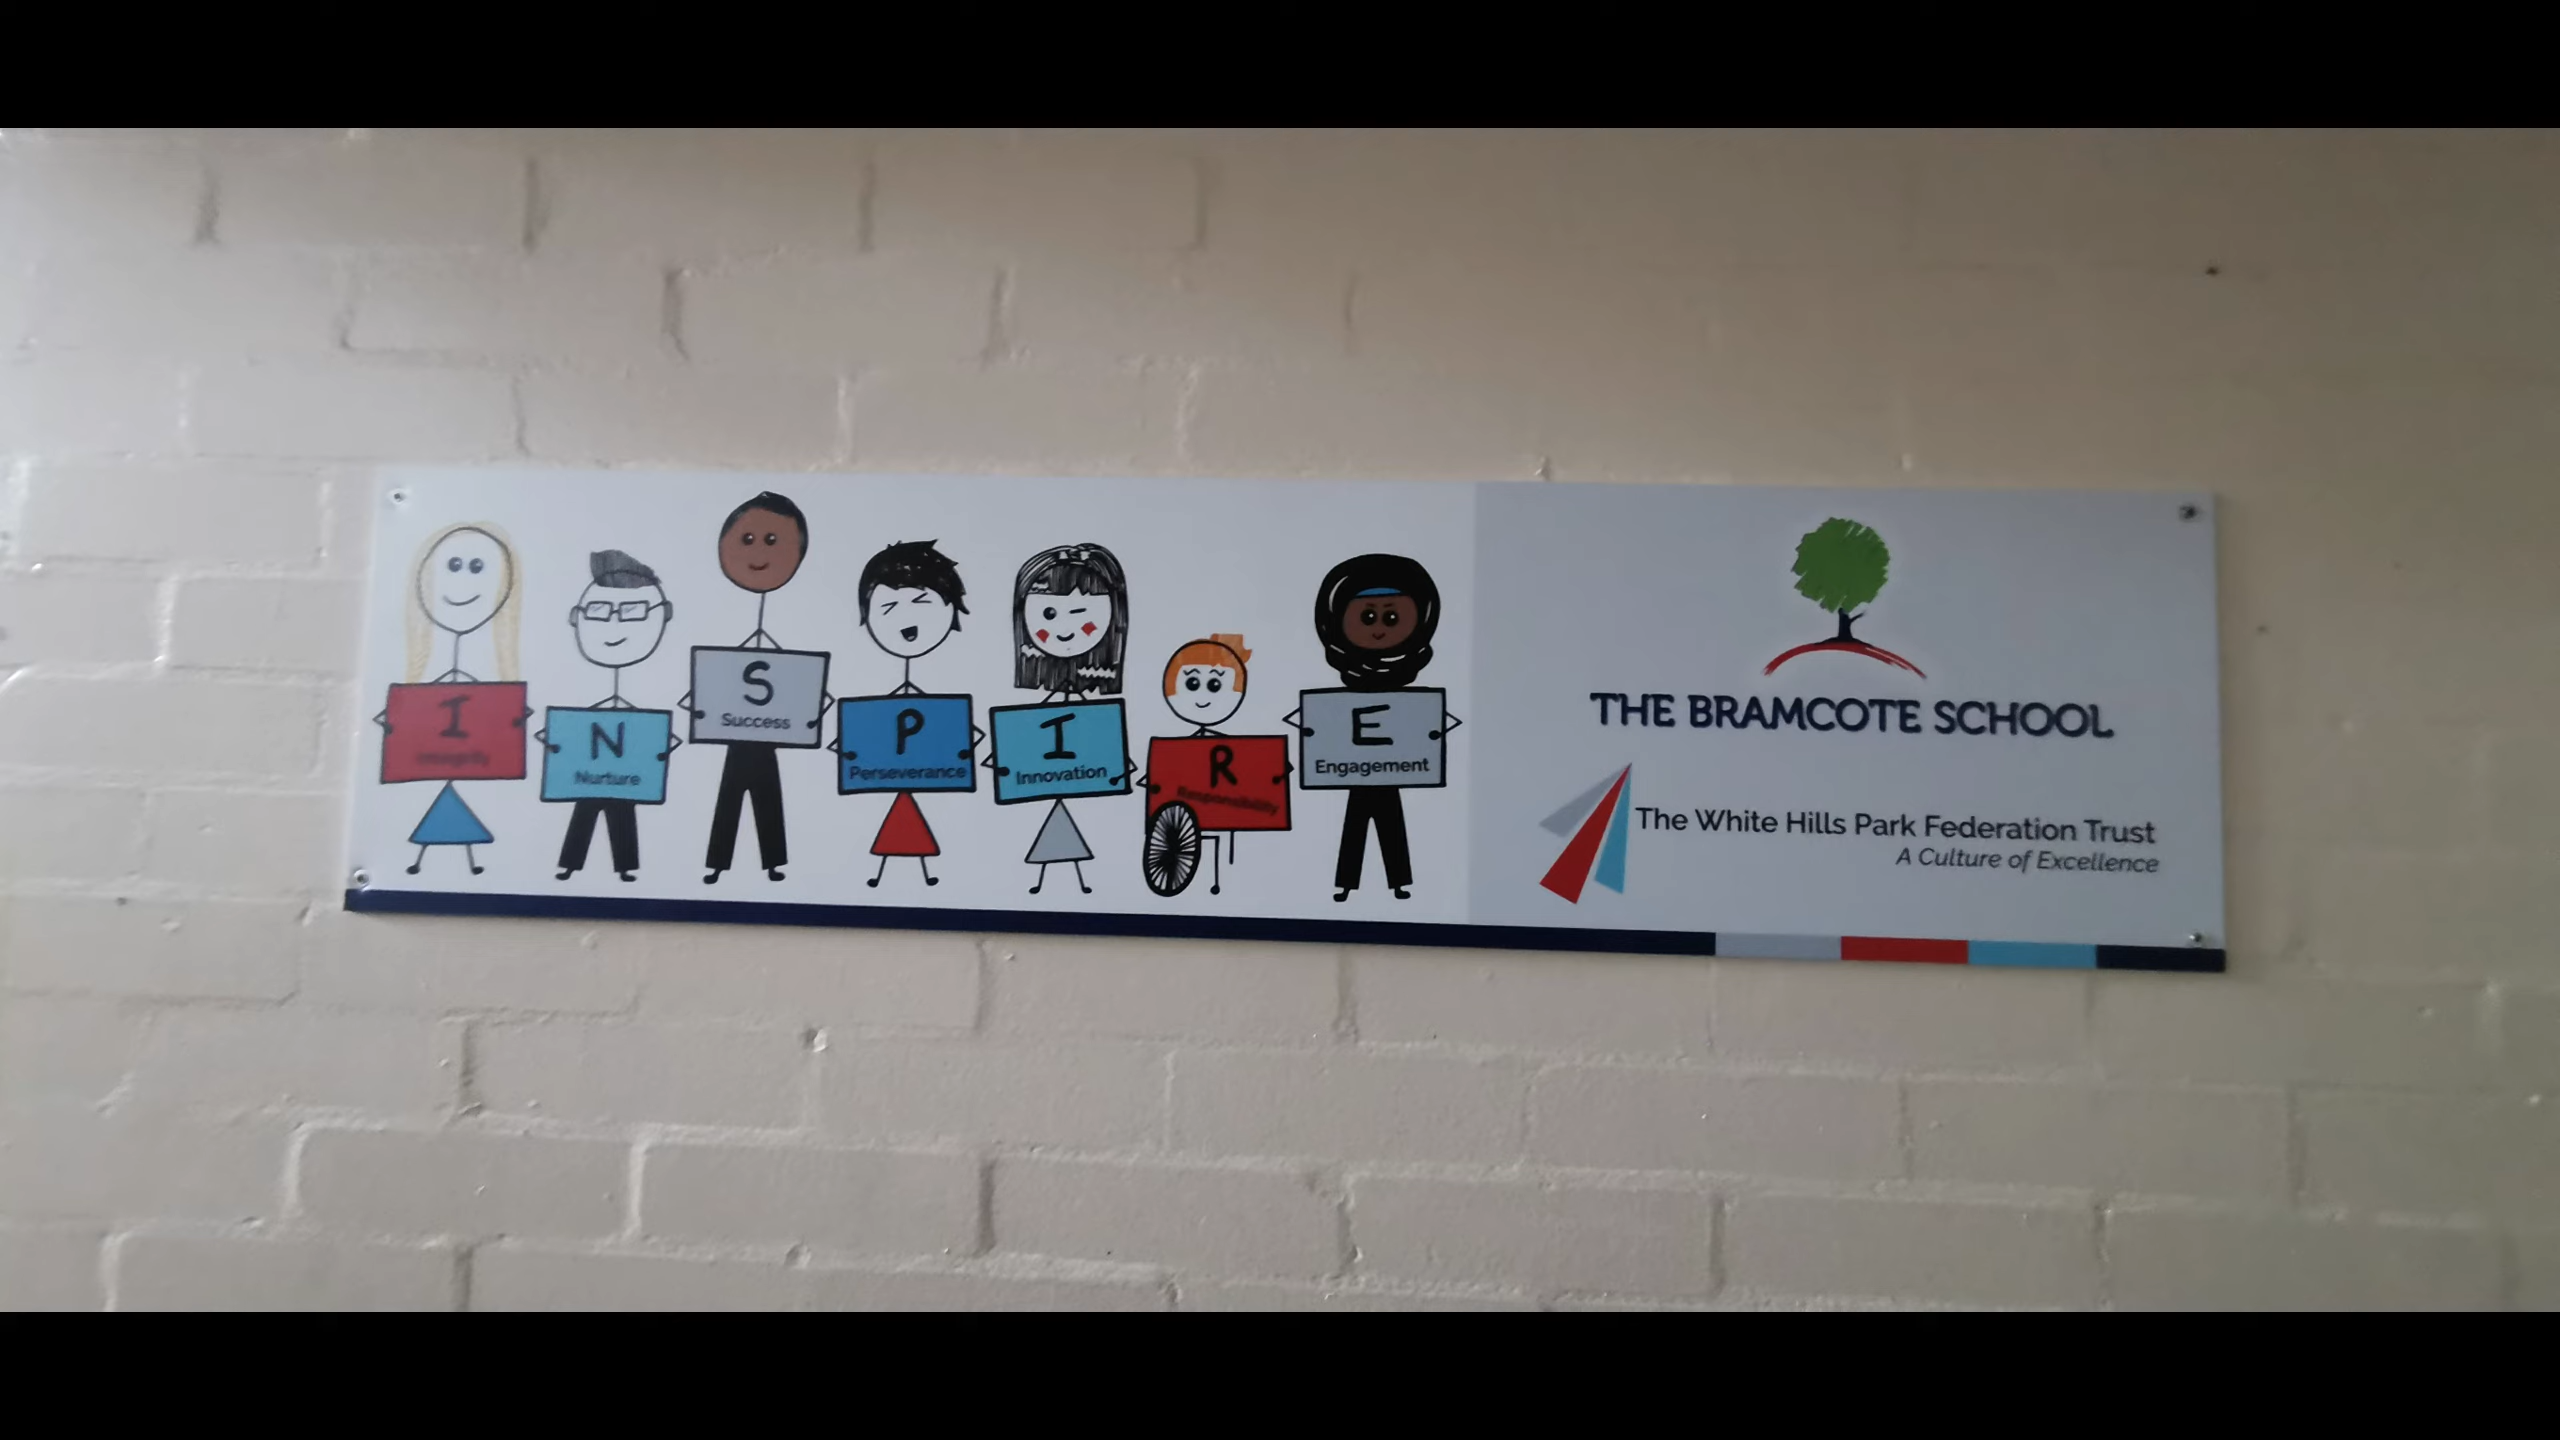 I
Integrity
N
Nurture
S
Success
P
Perseverance
I
Innovation
R
Responsibility
E
Engagement
THE BRAMCOTE SCHOOL
The White Hills Park Federation Trust
A Culture of Excellence